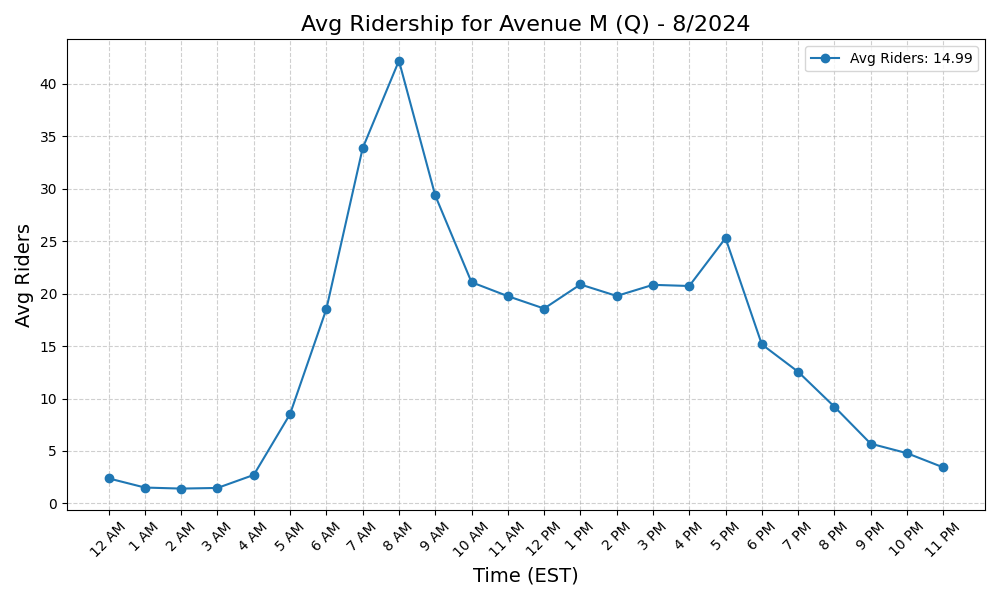 Avg Ridership for Avenue M (Q) - 8/2024
Avg Riders: 14.99
Avg Riders
40
35
30
25
20
15
10
5
0
12 AM
1 AM
2 AM
3 AM
4 AM
5 AM
6 AM
7 AM
8 AM
9 AM
10 AM
11 AM
12 PM
1 PM
2 PM
3 PM
4 PM
5 PM
6 PM
7 PM
8 PM
9 PM
10 PM
11 PM
Time (EST)